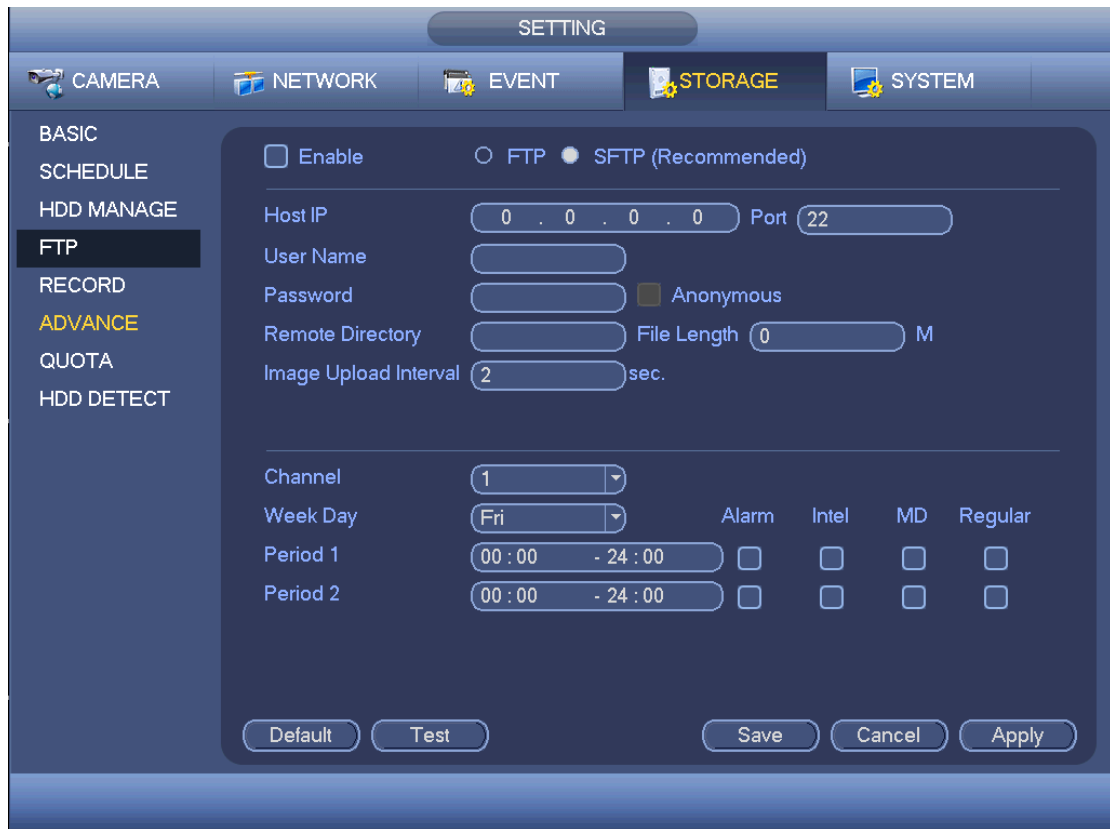 SETTING
CAMERA NETWORK EVENT STORAGE SYSTEM
BASIC
SCHEDULE
HDD MANAGE
FTP
RECORD
ADVANCE
QUOTA
HDD DETECT
Enable FTP SFTP (Recommended)
Host IP 0 . 0 . 0 . 0 Port 22
User Name
Password Anonymous
Remote Directory File Length 0 M
Image Upload Interval 2 sec.
Channel 1
Week Day Fri Alarm Intel MD Regular
Period 1 00 : 00 - 24 : 00
Period 2 00 : 00 - 24 : 00
Default Test Save Cancel Apply